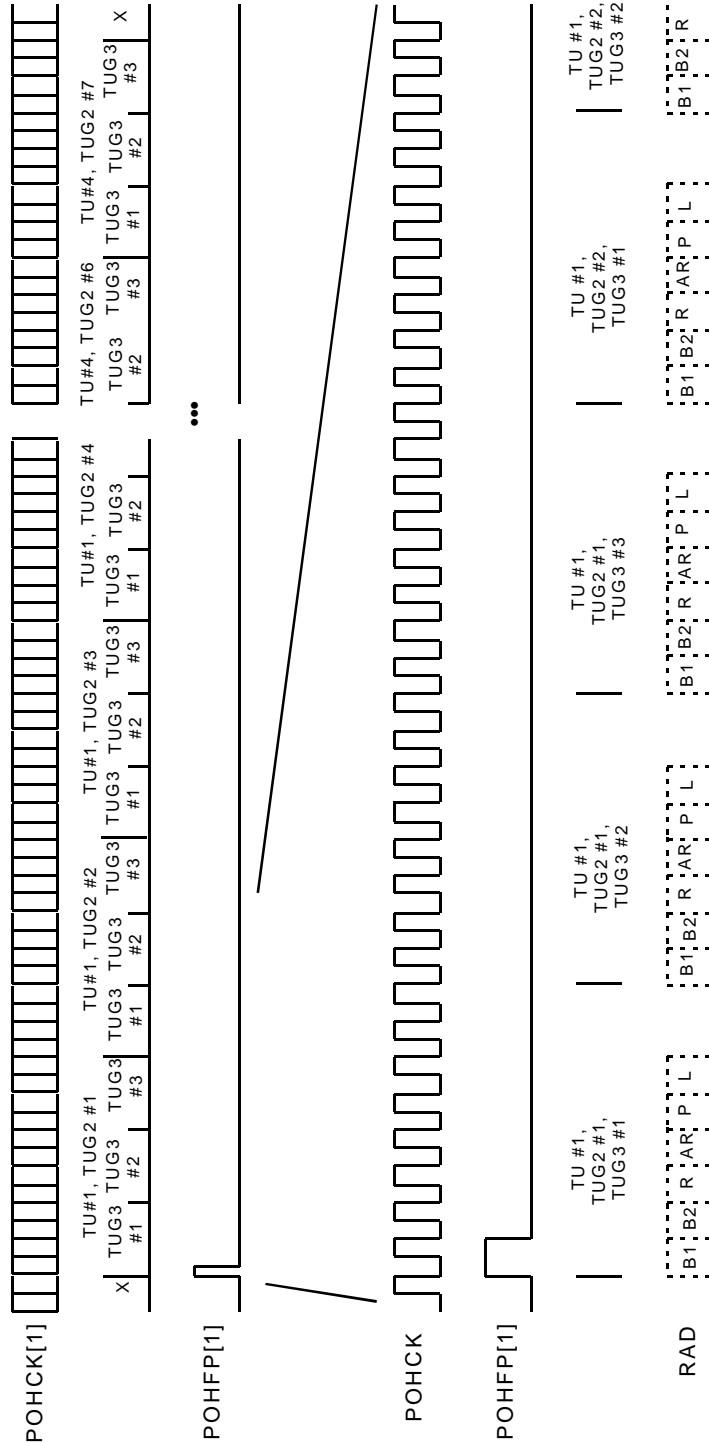 POHCK[1]
X
TU#1, TUG2 #1
TUG3 #1
TUG3 #2
TUG3 #3
TU#1, TUG2 #2
TUG3 #1
TUG3 #2
TUG3 #3
TU#1, TUG2 #3
TUG3 #1
TUG3 #2
TUG3 #3
TU#1, TUG2 #4
TUG3 #1
TUG3 #2
•••
TU#4, TUG2 #6
TUG3 #2
TUG3 #3
TU#4, TUG2 #7
TUG3 #1
TUG3 #2
TUG3 #3
X
POHFP[1]
POHCK
POHFP[1]
TU #1,
TUG2 #1,
TUG3 #1
TU #1,
TUG2 #1,
TUG3 #2
TU #1,
TUG2 #1,
TUG3 #3
TU #1,
TUG2 #2,
TUG3 #1
TU #1,
TUG2 #2,
TUG3 #2
RAD
B1 B2 R AR P L
B1 B2 R AR P L
B1 B2 R AR P L
B1 B2 R AR P L
B1 B2 R